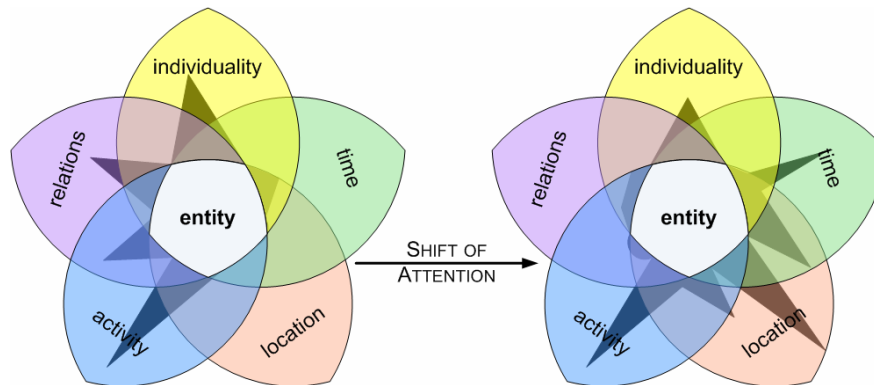 individuality
relations
time
entity
activity
location
SHIFT OF
ATTENTION
individuality
relations
time
entity
activity
location